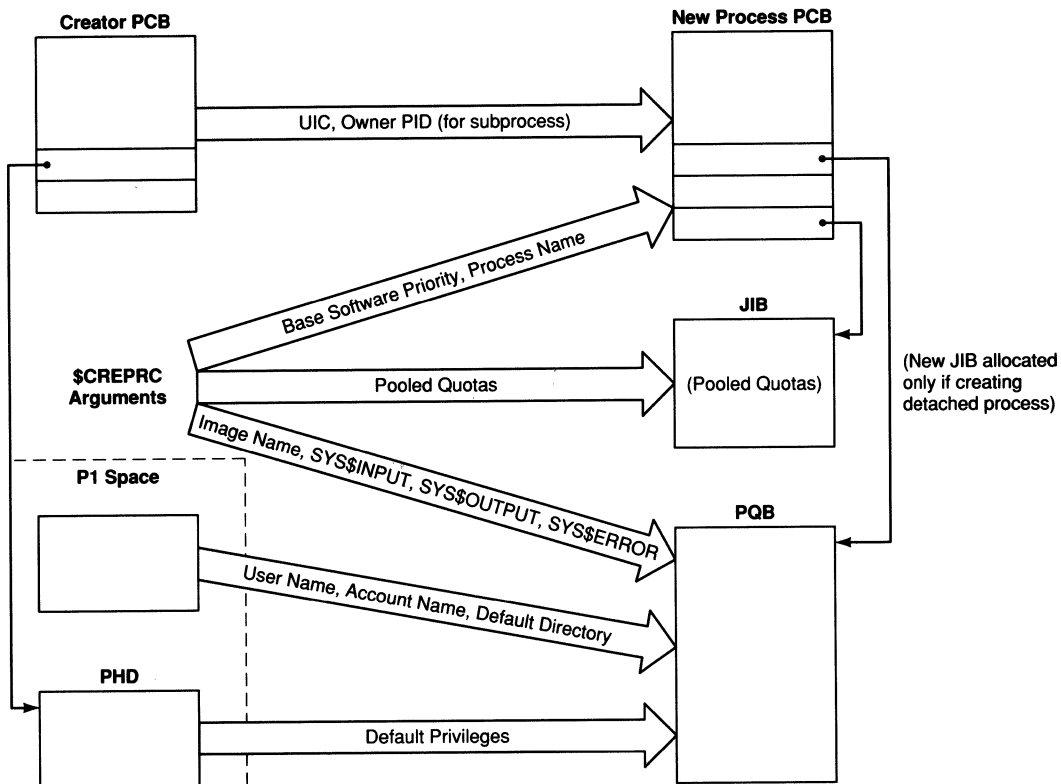 Creator PCB
New Process PCB
UIC, Owner PID (for subprocess)
Base Software Priority, Process Name
JIB
$CREPRC
Arguments
Pooled Quotas
(Pooled Quotas)
(New JIB allocated
only if creating
detached process)
Image Name, SYS$INPUT, SYS$OUTPUT, SYS$ERROR
P1 Space
PQB
User Name, Account Name, Default Directory
PHD
Default Privileges